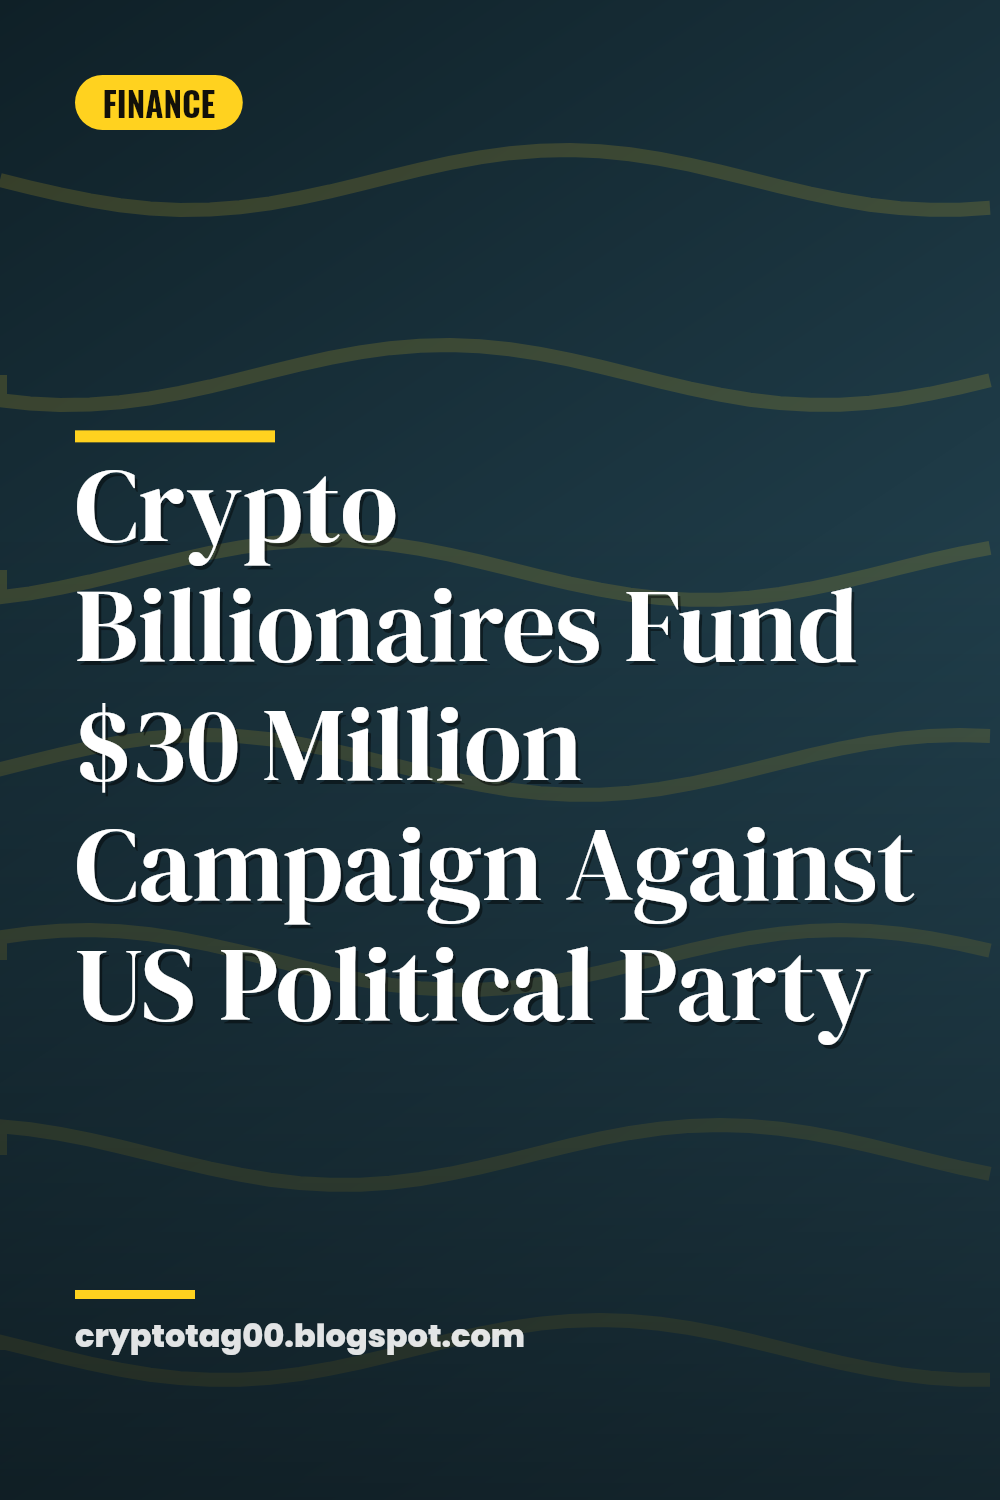 FINANCE
Crypto
Billionaires Fund
$30 Million
Campaign Against
US Political Party
cryptotag00.blogspot.com